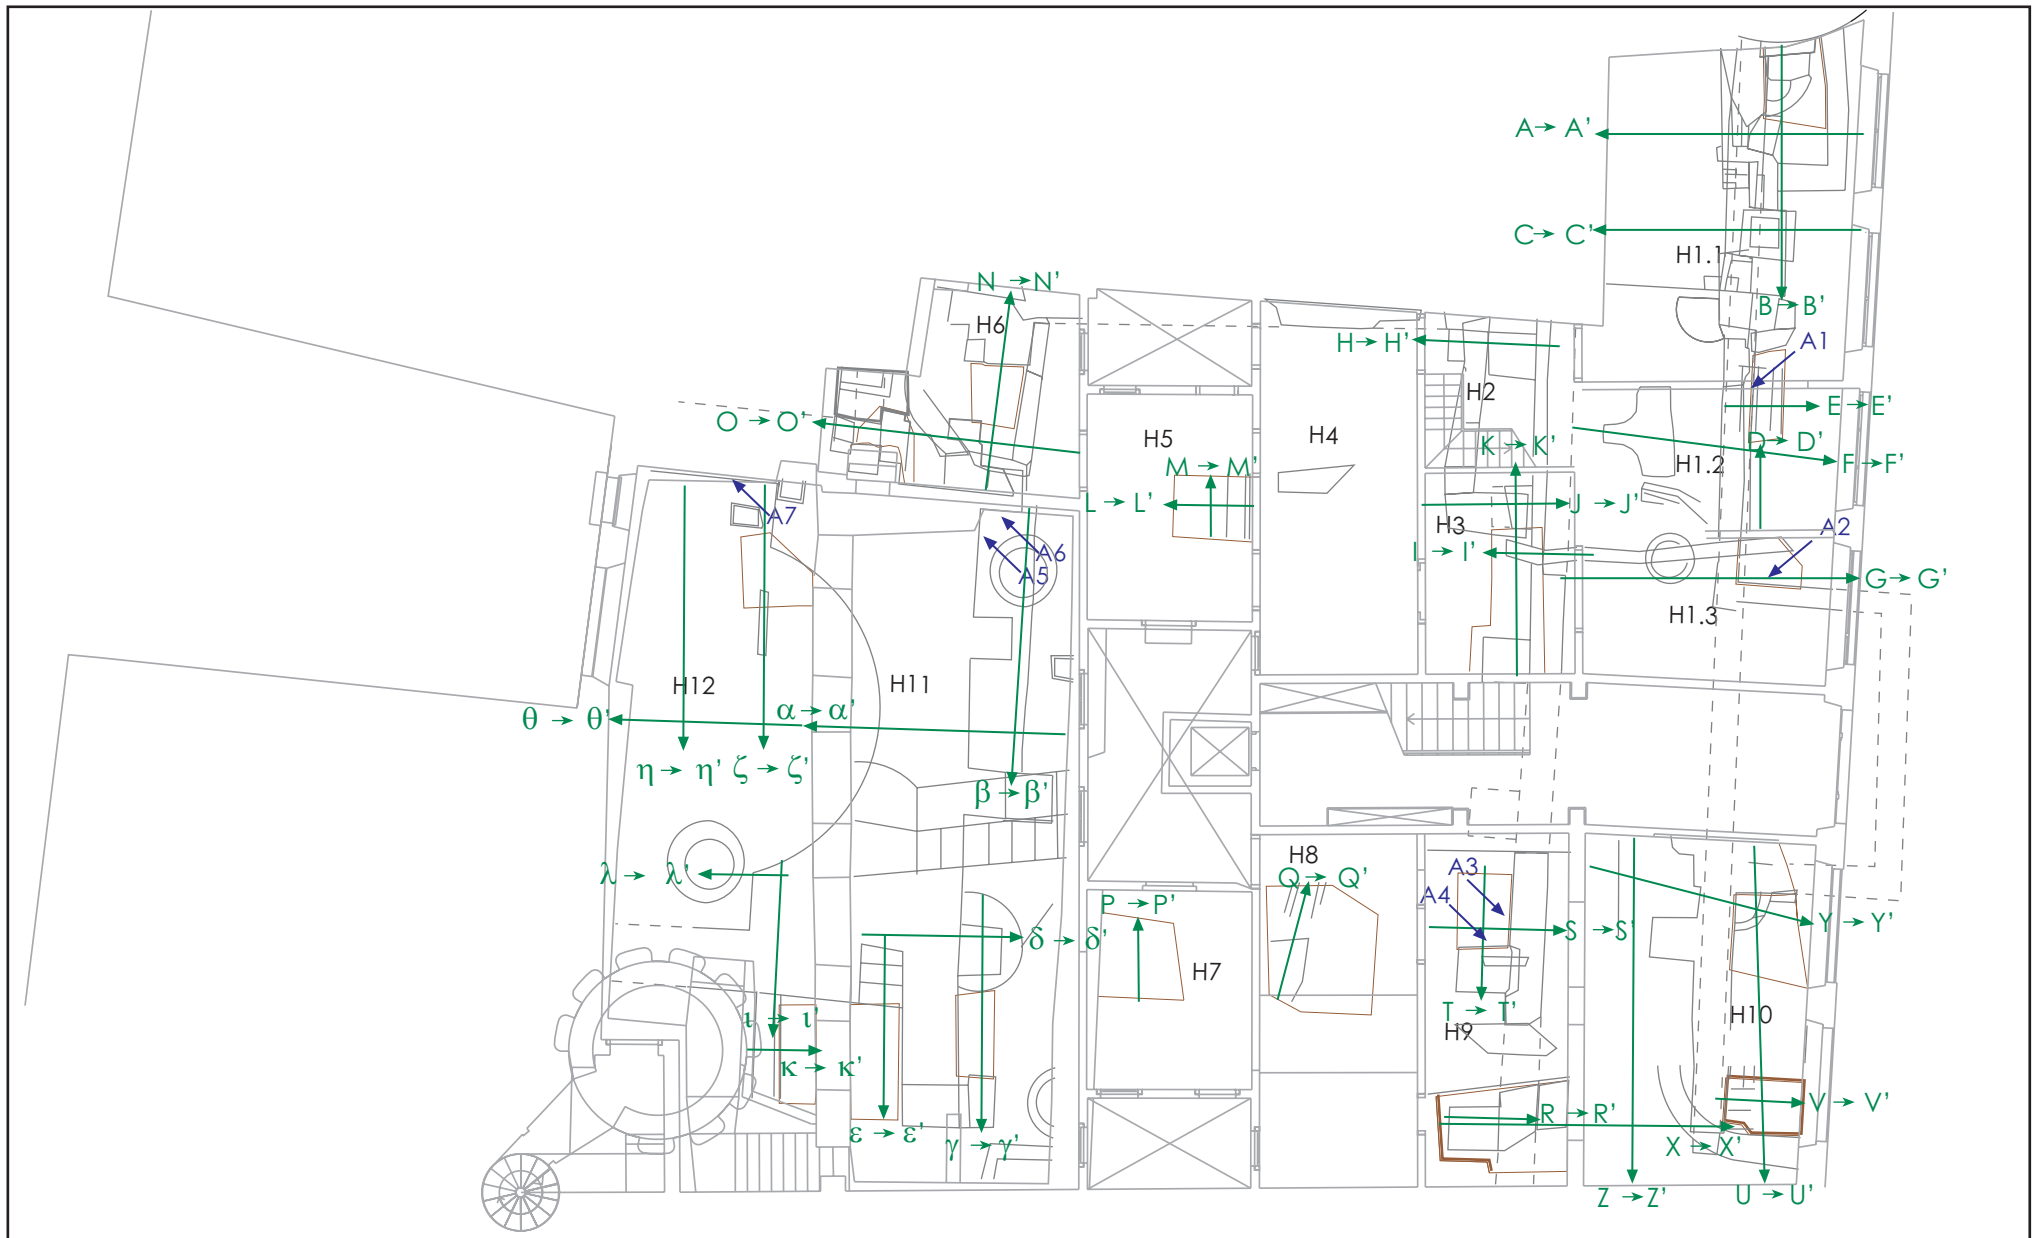 A→ A'
C→ C'
H1.1
N →N'
B→ B'
H6
H→ H'
A1
H2
E →E'
O → O'
H5
H4
K→ K'
D→ D'
M→ M'
H1.2
F→F'
L→ L'
J→ J'
A7
H3
A2
A6
I → I'
A5
G→ G'
H1.3
H12
H11
θ → θ'
α→ α'
η→ η'
ζ→ ζ'
β→β'
H8
A3
λ→ λ'
Q→ Q'
A4
P →P'
S →S'
Y→ Y'
δ→ δ'
H7
T→ T'
H10
ι→ ι'
H9
κ→ κ'
V→ V'
R→R'
ε→ε'
γ→γ'
X→ X'
Z→Z'
U→U'